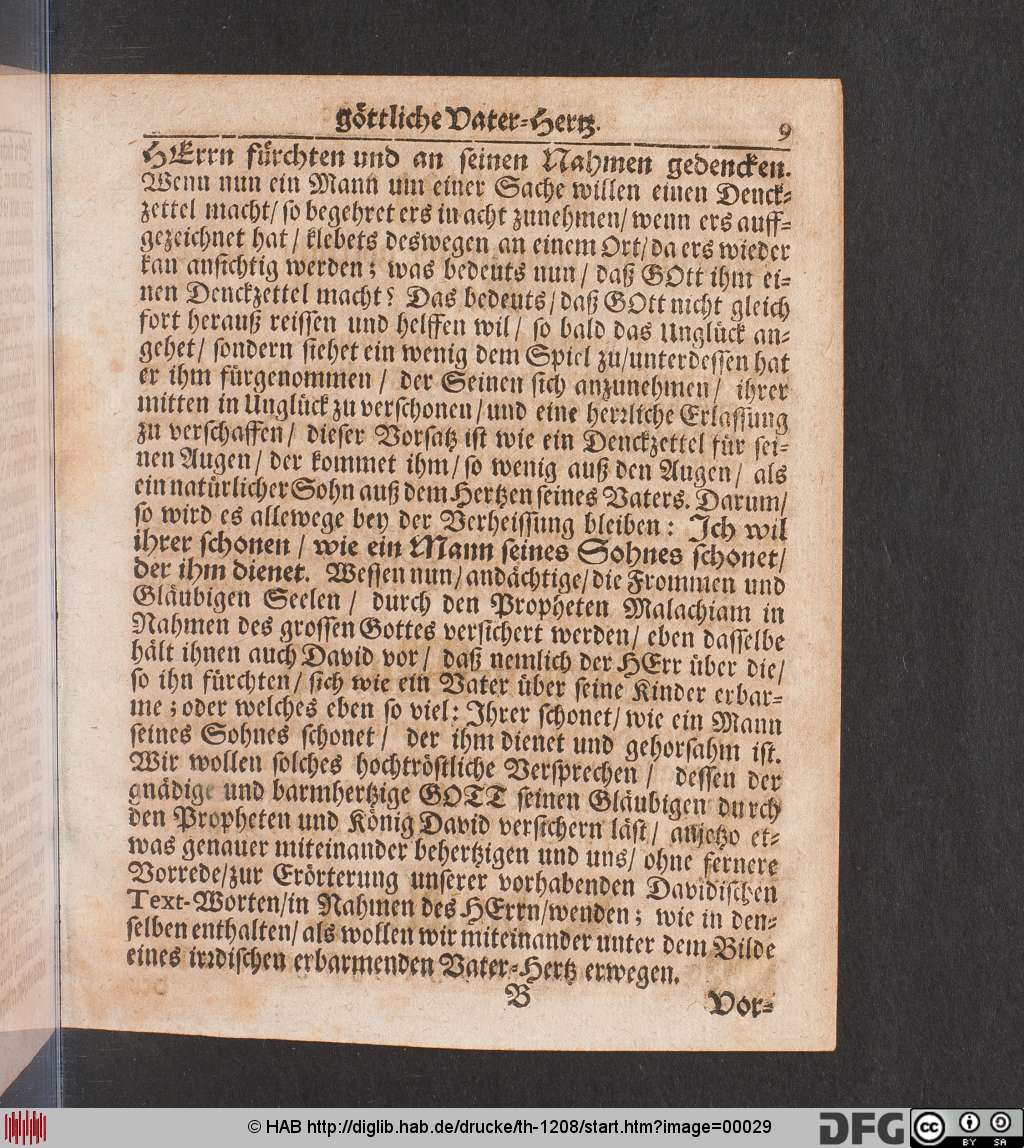 göttliche Vater-Hertz. 9
HErrn fürchten und an seinen Nahmen gedencken.
Wenn nun ein Mann um einer Sache willen einen Denck-
zettel macht/ so begehret ers in acht zunehmen/ wenn ers auff-
gezeichnet hat/ klebets deswegen an einem Ort/ da ers wieder
kan ansichtig werden; was bedeuts nun/ daß GOtt ihm ei-
nen Denckzettel macht? Das bedeuts/ daß GOtt nicht gleich
fort herauß reissen und helffen wil/ so bald das Unglück an-
gehet/ sondern siehet ein wenig dem Spiel zu/ unterdessen hat
er ihm fürgenommen/ der Seinen sich anzunehmen/ ihrer
mitten in Unglück zu verschonen/ und eine herrliche Erlassung
zu verschaffen/ dieser Vorsatz ist wie ein Denckzettel für sei-
nen Augen/ der kommet ihm/ so wenig auß den Augen/ als
ein natürlicher Sohn auß dem Hertzen seines Vaters. Darum/
so wird es allewege bey der Verheissung bleiben: Ich wil
ihrer schonen/ wie ein Mann seines Sohnes schonet/
der ihm dienet. Wessen nun/ andächtige/ die Frommen und
Gläubigen Seelen/ durch den Propheten Malachiam in
Nahmen des grossen Gottes versichert werden/ eben dasselbe
hält ihnen auch David vor/ daß nemlich der HErr über die/
so ihn fürchten/ sich wie ein Vater über seine Kinder erbar-
me; oder welches eben so viel: Ihrer schonet/ wie ein Mann
seines Sohnes schonet/ der ihm dienet und gehorsahm ist.
Wir wollen solches hochtröstliche Versprechen/ dessen der
gnädige und barmhertzige GOTT seinen Gläubigen durch
den Propheten und König David versichern läst/ anjetzo et-
was genauer miteinander behertzigen und uns/ ohne fernere
Vorrede/ zur Erörterung unserer vorhabenden Davidischen
Text-Worten/ in Nahmen des HErrn/ wenden; wie in den-
selben enthalten/ als wollen wir miteinander unter dem Bilde
eines irrdischen erbarmenden Vater-Hertz erwegen.
B Vor-
© HAB http://diglib.hab.de/drucke/th-1208/start.htm?image=00029
DFG cc BY SA